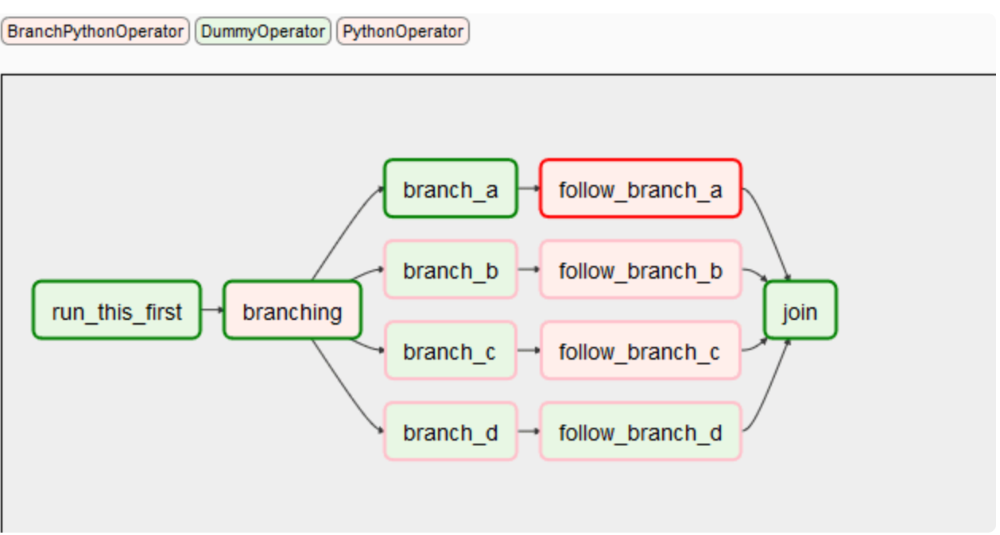 BranchPythonOperator DummyOperator PythonOperator
branch_a follow_branch_a
branch_b follow_branch_b
run_this_first branching join
branch_c follow_branch_c
branch_d follow_branch_d